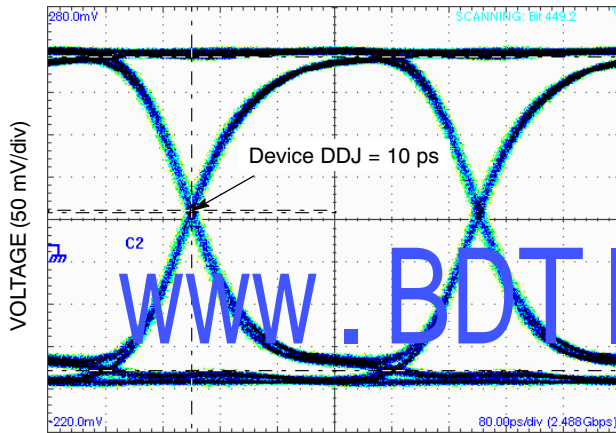 280.0mV
SCANNING: Bit 449.2
VOLTAGE (50 mV/div)
Device DDJ = 10 ps
C2
www.BDT
-220.0mV
80.00ps/div (2.488Gbps)